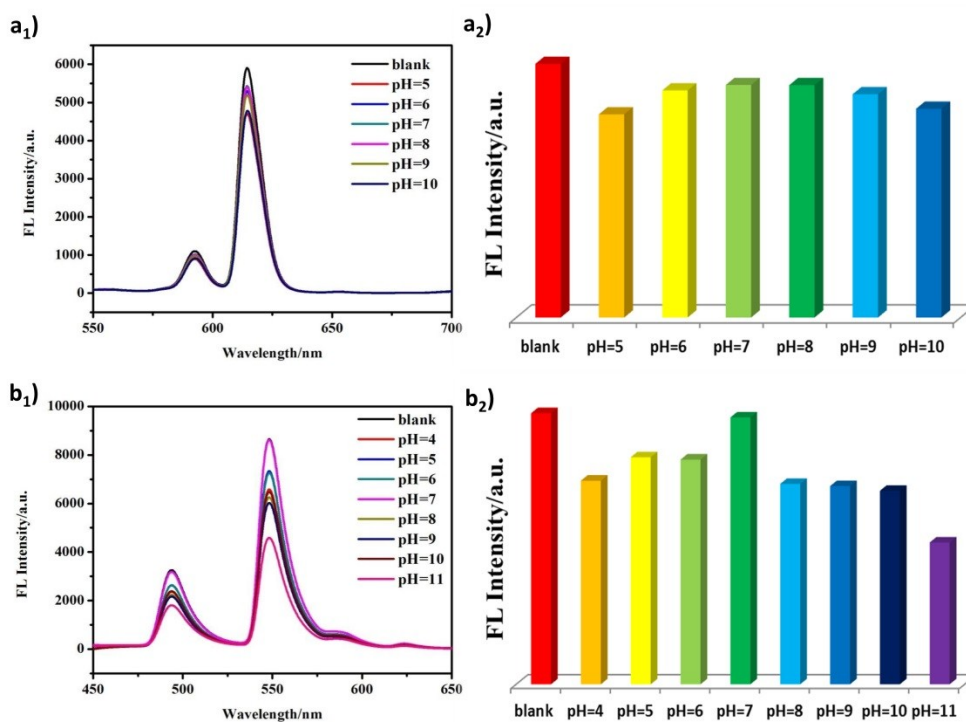 a1)
FL Intensity/a.u.
6000
5000
4000
3000
2000
1000
0
550
600
650
700
Wavelength/nm
blank
pH=5
pH=6
pH=7
pH=8
pH=9
pH=10
a2)
FL Intensity/a.u.
blank pH=5 pH=6 pH=7 pH=8 pH=9 pH=10
b1)
FL Intensity/a.u.
10000
8000
6000
4000
2000
0
450
500
550
600
650
Wavelength/nm
blank
pH=4
pH=5
pH=6
pH=7
pH=8
pH=9
pH=10
pH=11
b2)
FL Intensity/a.u.
blank pH=4 pH=5 pH=6 pH=7 pH=8 pH=9 pH=10 pH=11